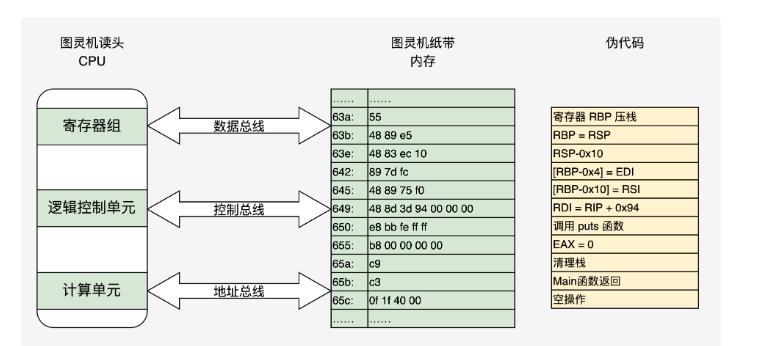 图灵机读头
CPU
图灵机纸带
内存
伪代码
寄存器组
逻辑控制单元
计算单元
数据总线
控制总线
地址总线
...... ......
63a: 55
63b: 48 89 e5
63e: 48 83 ec 10
642: 89 7d fc
645: 48 89 75 f0
649: 48 8d 3d 94 00 00 00
650: e8 bb fe ff ff
655: b8 00 00 00 00
65a: c9
65b: c3
65c: 0f 1f 40 00
...... ......
寄存器 RBP 压栈
RBP = RSP
RSP-0x10
[RBP-0x4] = EDI
[RBP-0x10] = RSI
RDI = RIP + 0x94
调用 puts 函数
EAX = 0
清理栈
Main函数返回
空操作